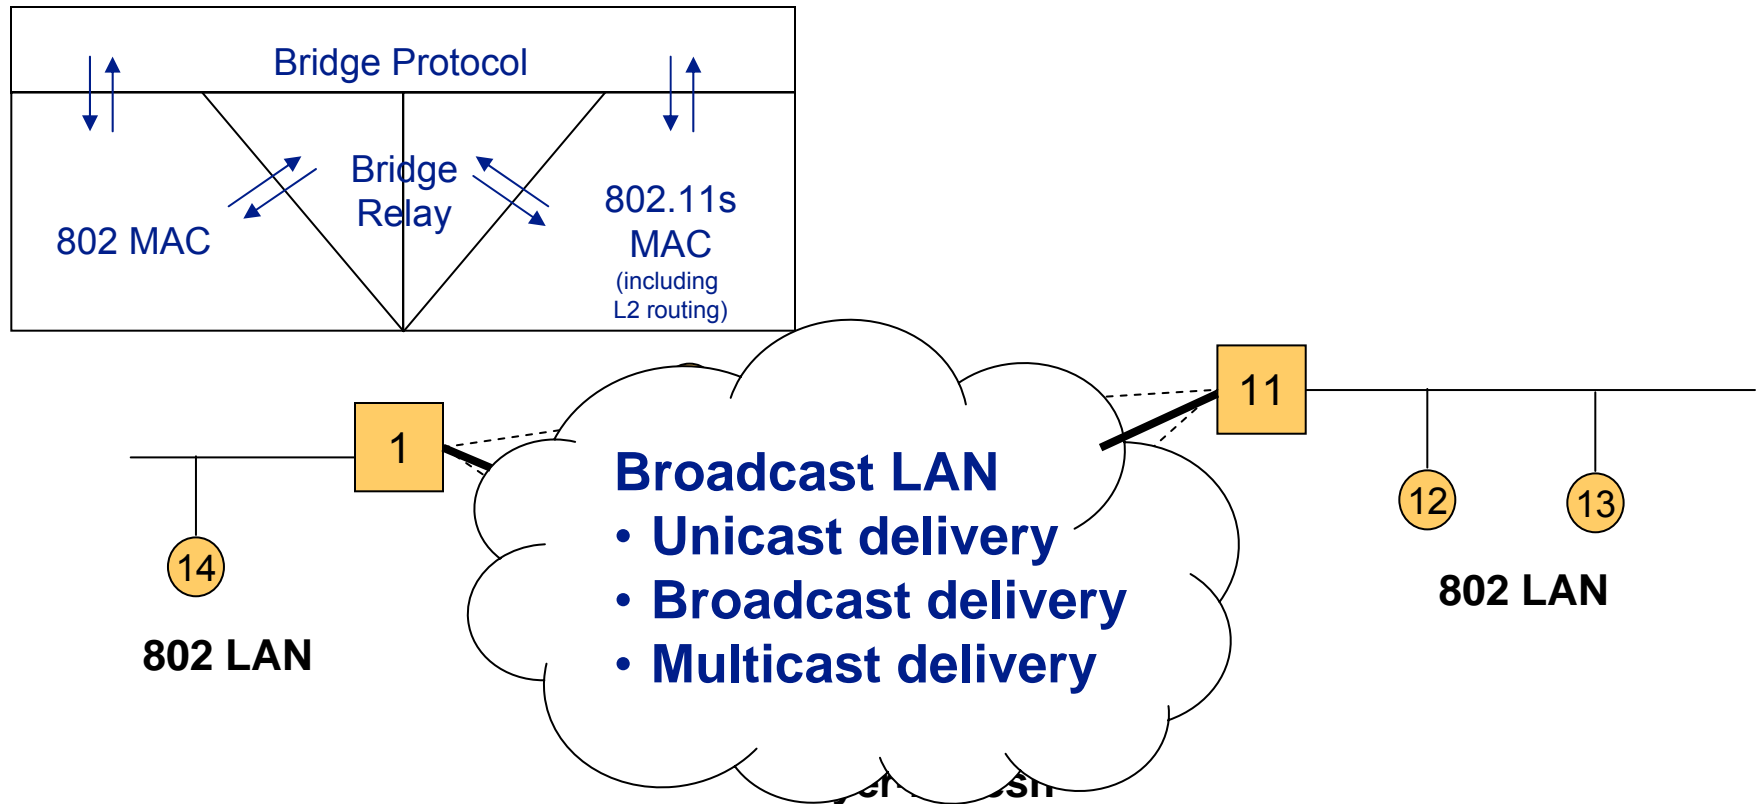 Bridge Protocol
Bridge
Relay
802 MAC
802.11s
MAC
(including
L2 routing)
1
11
14
12
13
802 LAN
802 LAN
Broadcast LAN
• Unicast delivery
• Broadcast delivery
• Multicast delivery